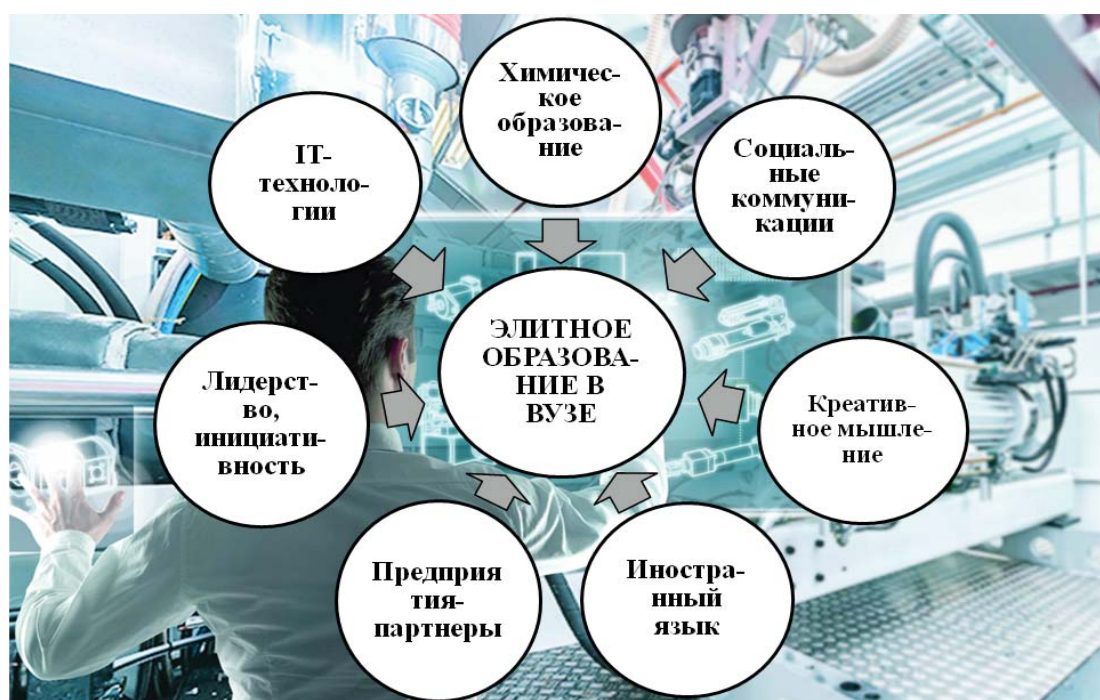 Химичес-
кое
образова-
ние
IT-
техноло-
гии
Социаль-
ные
коммуни-
кации
ЭЛИТНОЕ
ОБРАЗОВА-
НИЕ В
ВУЗЕ
Лидерст-
во,
инициати-
вность
Креатив-
ное мышле-
ние
Предприя
тия-
партнеры
Иностра-
нный
язык